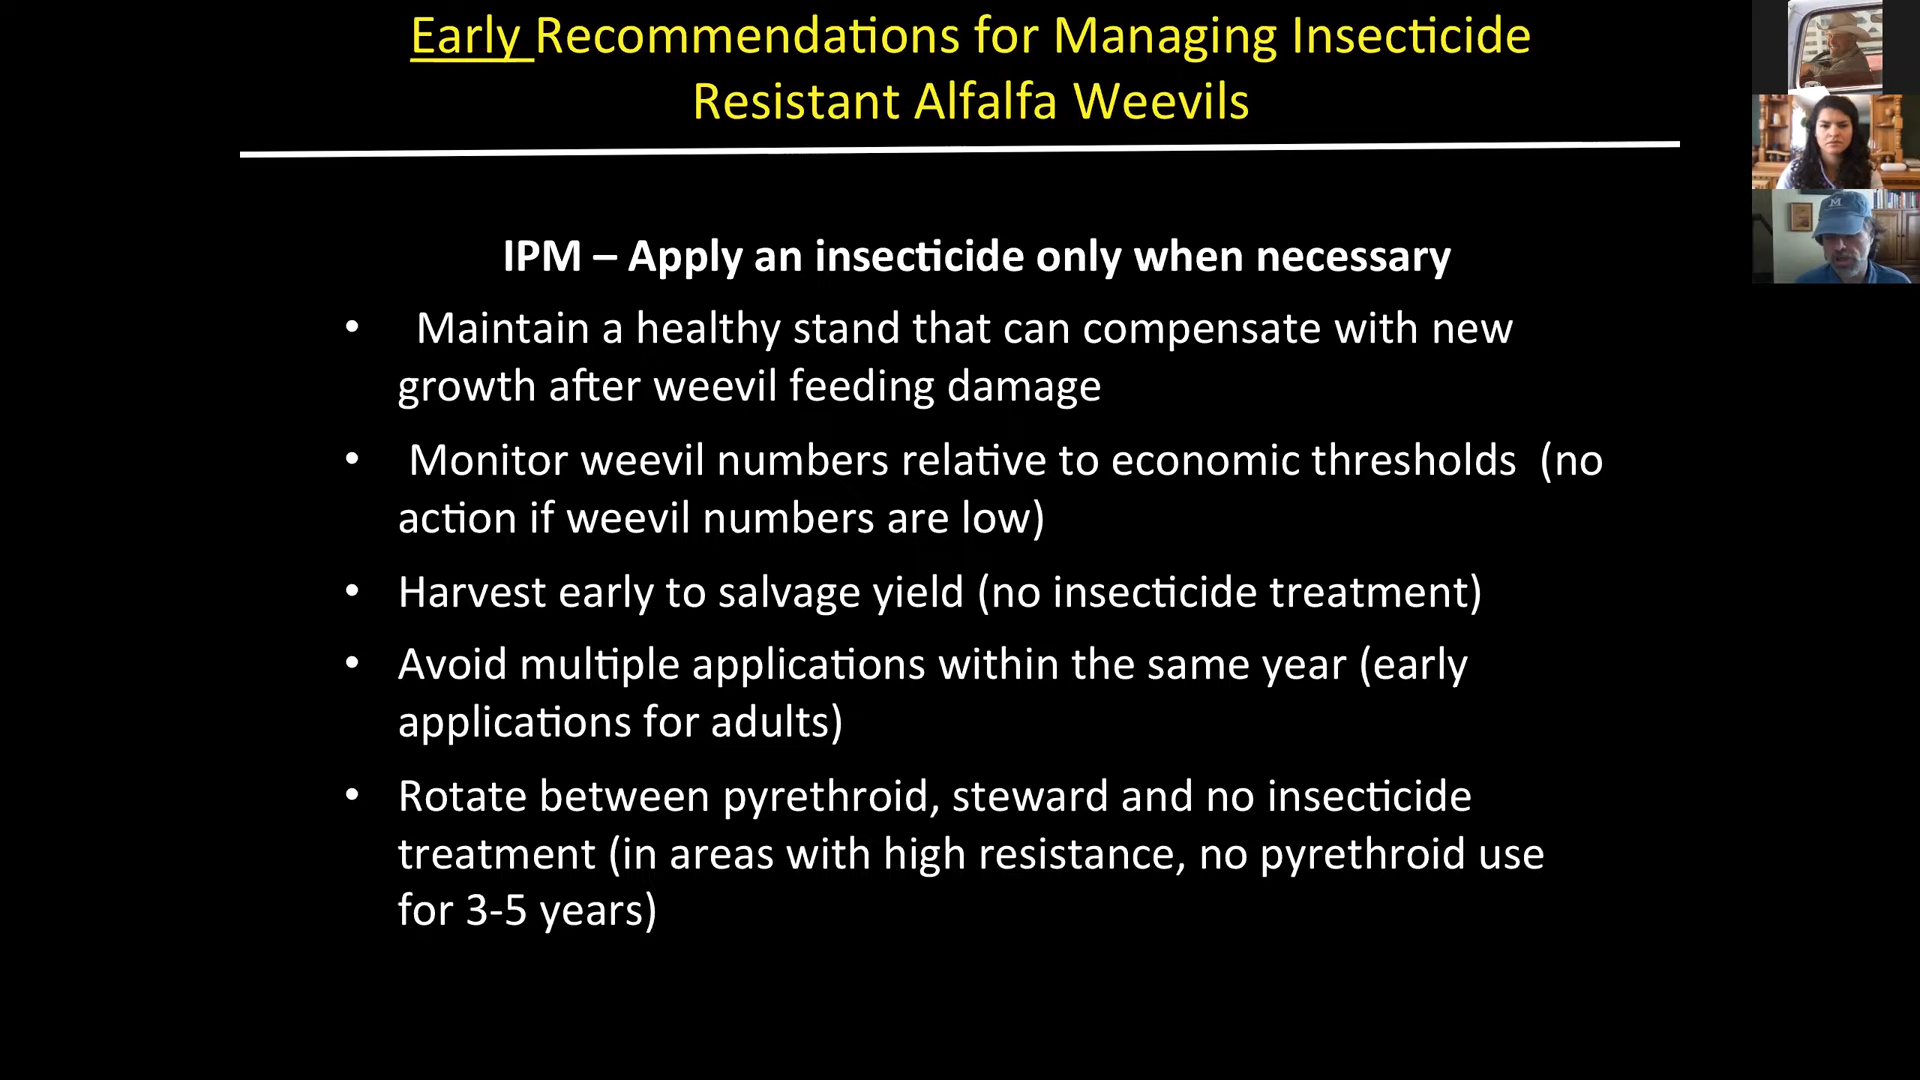 Early Recommendations for Managing Insecticide
Resistant Alfalfa Weevils
IPM – Apply an insecticide only when necessary
• Maintain a healthy stand that can compensate with new
growth after weevil feeding damage
• Monitor weevil numbers relative to economic thresholds (no
action if weevil numbers are low)
• Harvest early to salvage yield (no insecticide treatment)
• Avoid multiple applications within the same year (early
applications for adults)
• Rotate between pyrethroid, steward and no insecticide
treatment (in areas with high resistance, no pyrethroid use
for 3-5 years)
M